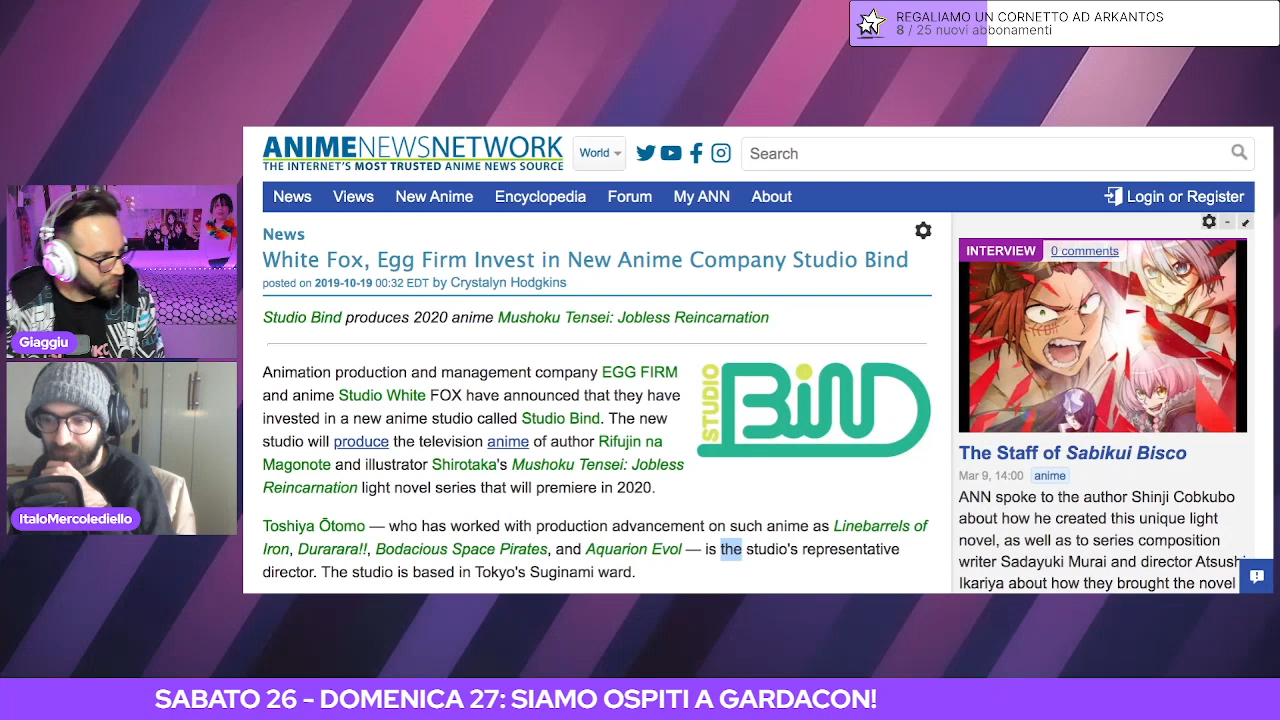 REGALIAMO UN CORNETTO AD ARKANTOS
8 / 25 nuovi abbonamenti
ANIMENEWSNETWORK
THE INTERNET'S MOST TRUSTED ANIME NEWS SOURCE
World
Search
News Views New Anime Encyclopedia Forum My ANN About Login or Register
News
White Fox, Egg Firm Invest in New Anime Company Studio Bind
posted on 2019-10-19 00:32 EDT by Crystalyn Hodgkins
Studio Bind produces 2020 anime Mushoku Tensei: Jobless Reincarnation
Animation production and management company EGG FIRM
and anime Studio White FOX have announced that they have
invested in a new anime studio called Studio Bind. The new
studio will produce the television anime of author Rifujin na
Magonote and illustrator Shirotaka's Mushoku Tensei: Jobless
Reincarnation light novel series that will premiere in 2020.
STUDIO
BIND
Toshiya Ōtomo — who has worked with production advancement on such anime as Linebarrels of
Iron, Durarara!!, Bodacious Space Pirates, and Aquarion Evol — is the studio's representative
director. The studio is based in Tokyo's Suginami ward.
INTERVIEW 0 comments
The Staff of Sabikui Bisco
Mar 9, 14:00 anime
ANN spoke to the author Shinji Cobkubo
about how he created this unique light
novel, as well as to series composition
writer Sadayuki Murai and director Atsushi
Ikariya about how they brought the novel
Giaggiu
ItaloMercolediello
SABATO 26 - DOMENICA 27: SIAMO OSPITI A GARDACON!